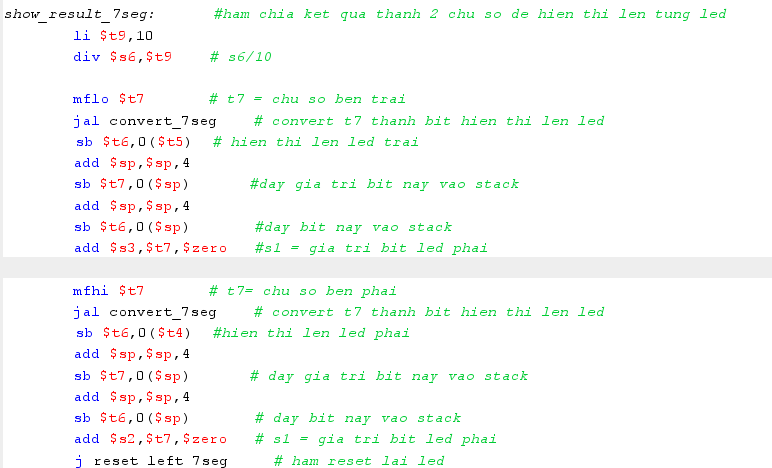 show_result_7seg: #ham chia ket qua thanh 2 chu so de hien thi len tung led
li $t9,10
div $s6,$t9 # s6/10
mflo $t7 # t7 = chu so ben trai
jal convert_7seg # convert t7 thanh bit hien thi len led
sb $t6,0($t5) # hien thi len led trai
add $sp,$sp,4
sb $t7,0($sp) #day gia tri bit nay vao stack
add $sp,$sp,4
sb $t6,0($sp) #day bit nay vao stack
add $s3,$t7,$zero #s1 = gia tri bit led phai
mfhi $t7 # t7= chu so ben phai
jal convert_7seg # convert t7 thanh bit hien thi len led
sb $t6,0($t4) #hien thi len led phai
add $sp,$sp,4
sb $t7,0($sp) # day gia tri bit nay vao stack
add $sp,$sp,4
sb $t6,0($sp) # day bit nay vao stack
add $s2,$t7,$zero # s1 = gia tri bit led phai
j reset_left_7seg # ham reset lai led